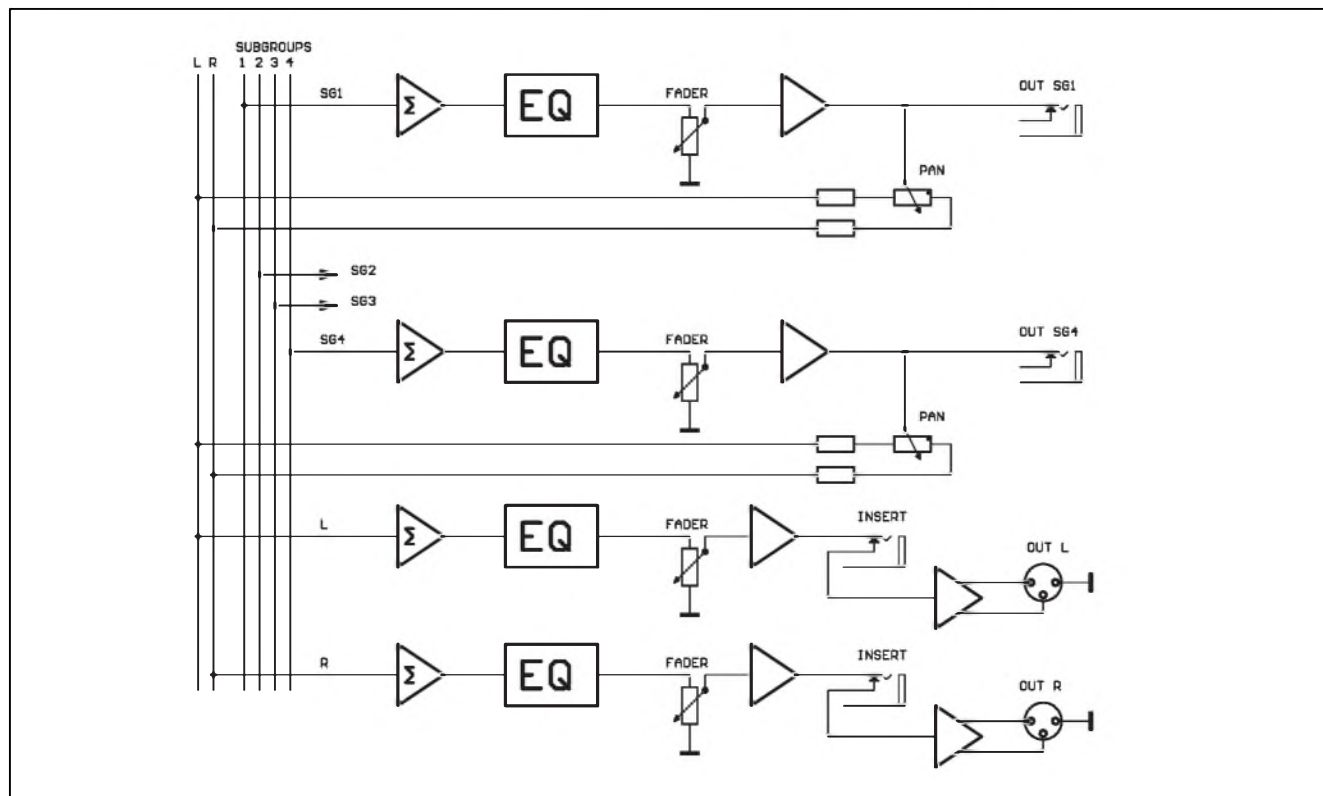 SUBGROUPS
L R 1 2 3 4
SG1
Σ
EQ
FADER
OUT SG1
PAN
SG2
SG3
SG4
Σ
EQ
FADER
OUT SG4
PAN
L
Σ
EQ
FADER
INSERT
OUT L
R
Σ
EQ
FADER
INSERT
OUT R